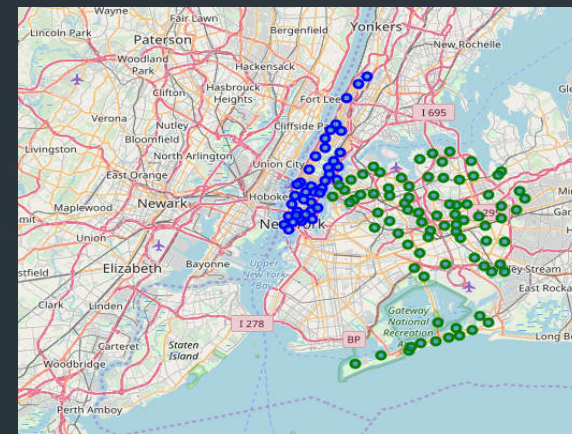 Wayne
Fair Lawn
Yonkers
Lincoln Park
Paterson
Bergenfield
New Rochelle
Woodland
Park
Hackensack
Clifton
Hasbrouck
Heights
Fort Lee
I 695
Verona
Nutley
Cliffside
Bloomfield
Livingston
North Arlington
Union City
East Orange
Maplewood
Newark
Hoboke
New York
I 295
Union
Elizabeth
Bayonne
Upper
New York
Bay
ley Stream
East Rocka
Clark
Linden
Gateway
National
Recreation
I 278
BP
Long B
Carteret
Staten
Island
Woodbridge
Perth Amboy